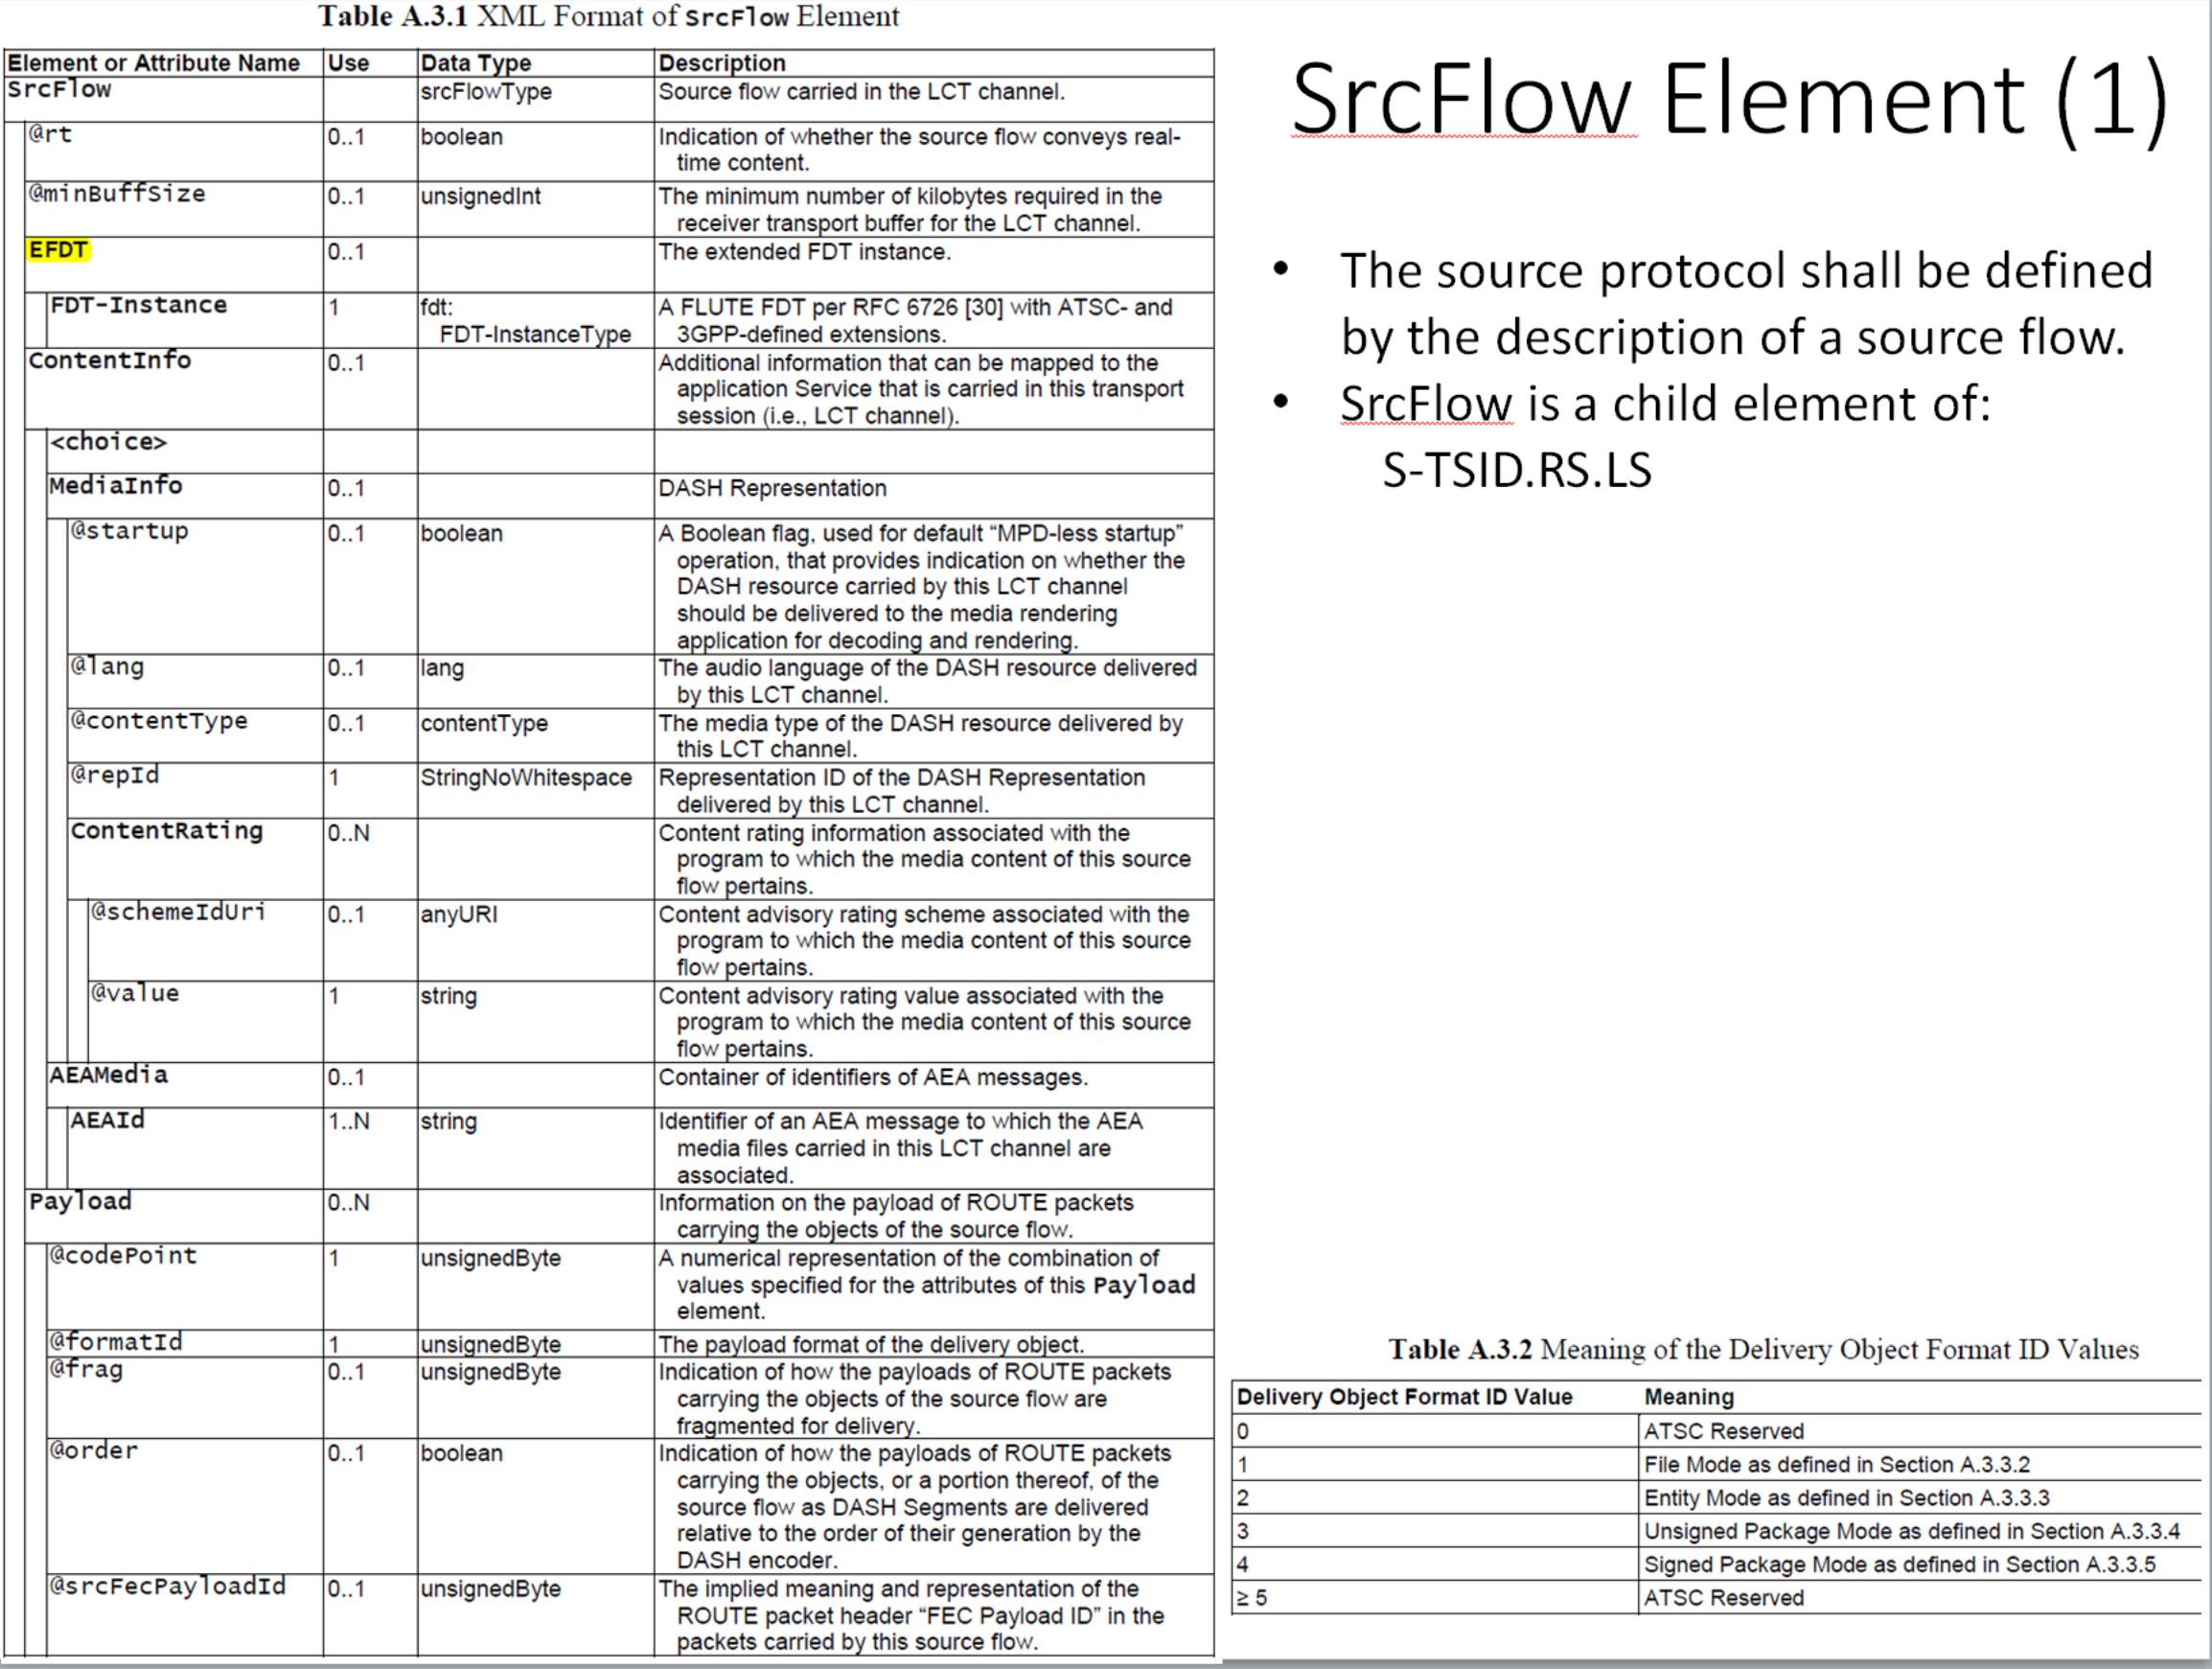 Table A.3.1 XML Format of SrcFlow Element
Element or Attribute Name Use Data Type Description
SrcFlow srcFlowType Source flow carried in the LCT channel.
@rt 0..1 boolean Indication of whether the source flow conveys real-
time content.
@minBuffSize 0..1 unsignedInt The minimum number of kilobytes required in the
receiver transport buffer for the LCT channel.
EFDT 0..1 The extended FDT instance.
FDT-Instance 1 fdt: A FLUTE FDT per RFC 6726 [30] with ATSC- and
FDT-InstanceType 3GPP-defined extensions.
ContentInfo 0..1 Additional information that can be mapped to the
application Service that is carried in this transport
session (i.e., LCT channel).
<choice>
MediaInfo 0..1 DASH Representation
@startup 0..1 boolean A Boolean flag, used for default “MPD-less startup”
operation, that provides indication on whether the
DASH resource carried by this LCT channel
should be delivered to the media rendering
application for decoding and rendering.
@lang 0..1 lang The audio language of the DASH resource delivered
by this LCT channel.
@contentType 0..1 contentType The media type of the DASH resource delivered by
this LCT channel.
@repId 1 StringNoWhitespace Representation ID of the DASH Representation
delivered by this LCT channel.
ContentRating 0..N Content rating information associated with the
program to which the media content of this source
flow pertains.
@schemeIdUri 0..1 anyURI Content advisory rating scheme associated with the
program to which the media content of this source
flow pertains.
@value 1 string Content advisory rating value associated with the
program to which the media content of this source
flow pertains.
AEAMedia 0..1 Container of identifiers of AEA messages.
AEAId 1..N string Identifier of an AEA message to which the AEA
media files carried in this LCT channel are
associated.
Payload 0..N Information on the payload of ROUTE packets
carrying the objects of the source flow.
@codePoint 1 unsignedByte A numerical representation of the combination of
values specified for the attributes of this Payload
element.
@formatId 1 unsignedByte The payload format of the delivery object.
@frag 0..1 unsignedByte Indication of how the payloads of ROUTE packets
carrying the objects of the source flow are
fragmented for delivery.
@order 0..1 boolean Indication of how the payloads of ROUTE packets
carrying the objects, or a portion thereof, of the
source flow as DASH Segments are delivered
relative to the order of their generation by the
DASH encoder.
@srcFecPayloadId 0..1 unsignedByte The implied meaning and representation of the
ROUTE packet header “FEC Payload ID” in the
packets carried by this source flow.
SrcFlow Element (1)
• The source protocol shall be defined
by the description of a source flow.
• SrcFlow is a child element of:
S-TSID.RS.LS
Table A.3.2 Meaning of the Delivery Object Format ID Values
Delivery Object Format ID Value Meaning
0 ATSC Reserved
1 File Mode as defined in Section A.3.3.2
2 Entity Mode as defined in Section A.3.3.3
3 Unsigned Package Mode as defined in Section A.3.3.4
4 Signed Package Mode as defined in Section A.3.3.5
≥ 5 ATSC Reserved